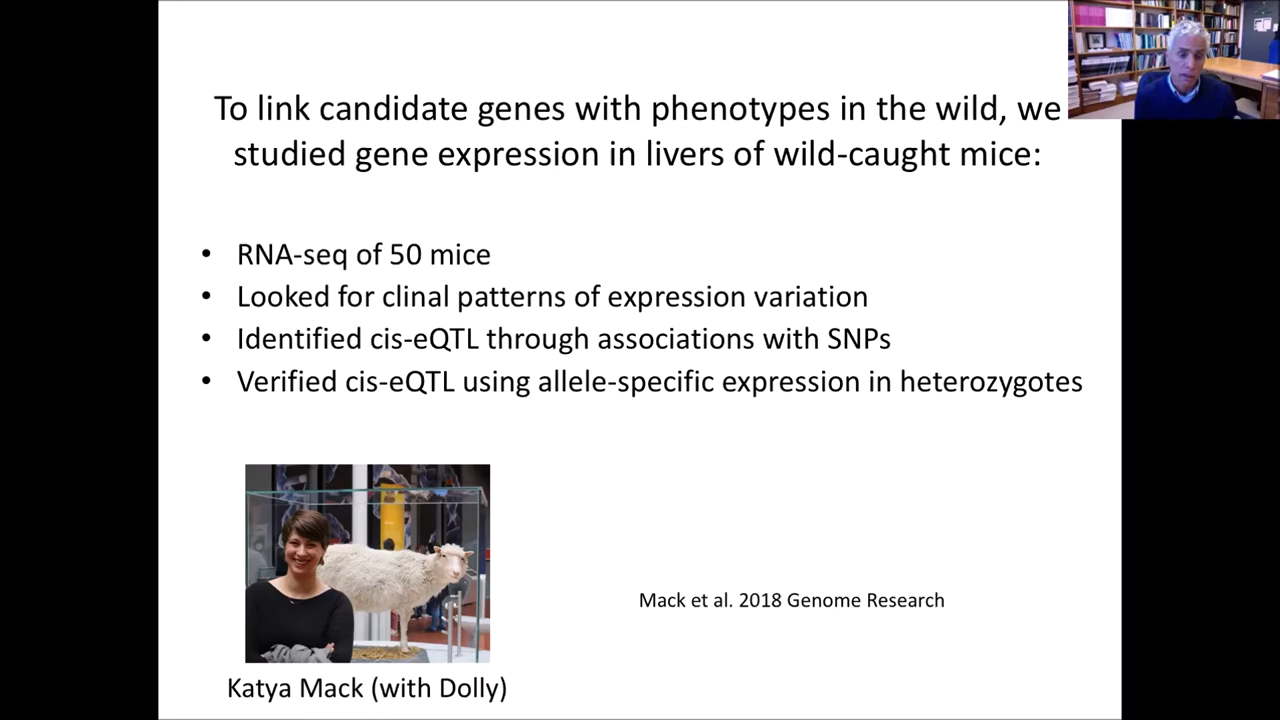 To link candidate genes with phenotypes in the wild, we
studied gene expression in livers of wild-caught mice:
• RNA-seq of 50 mice
• Looked for clinal patterns of expression variation
• Identified cis-eQTL through associations with SNPs
• Verified cis-eQTL using allele-specific expression in heterozygotes
Mack et al. 2018 Genome Research
Katya Mack (with Dolly)